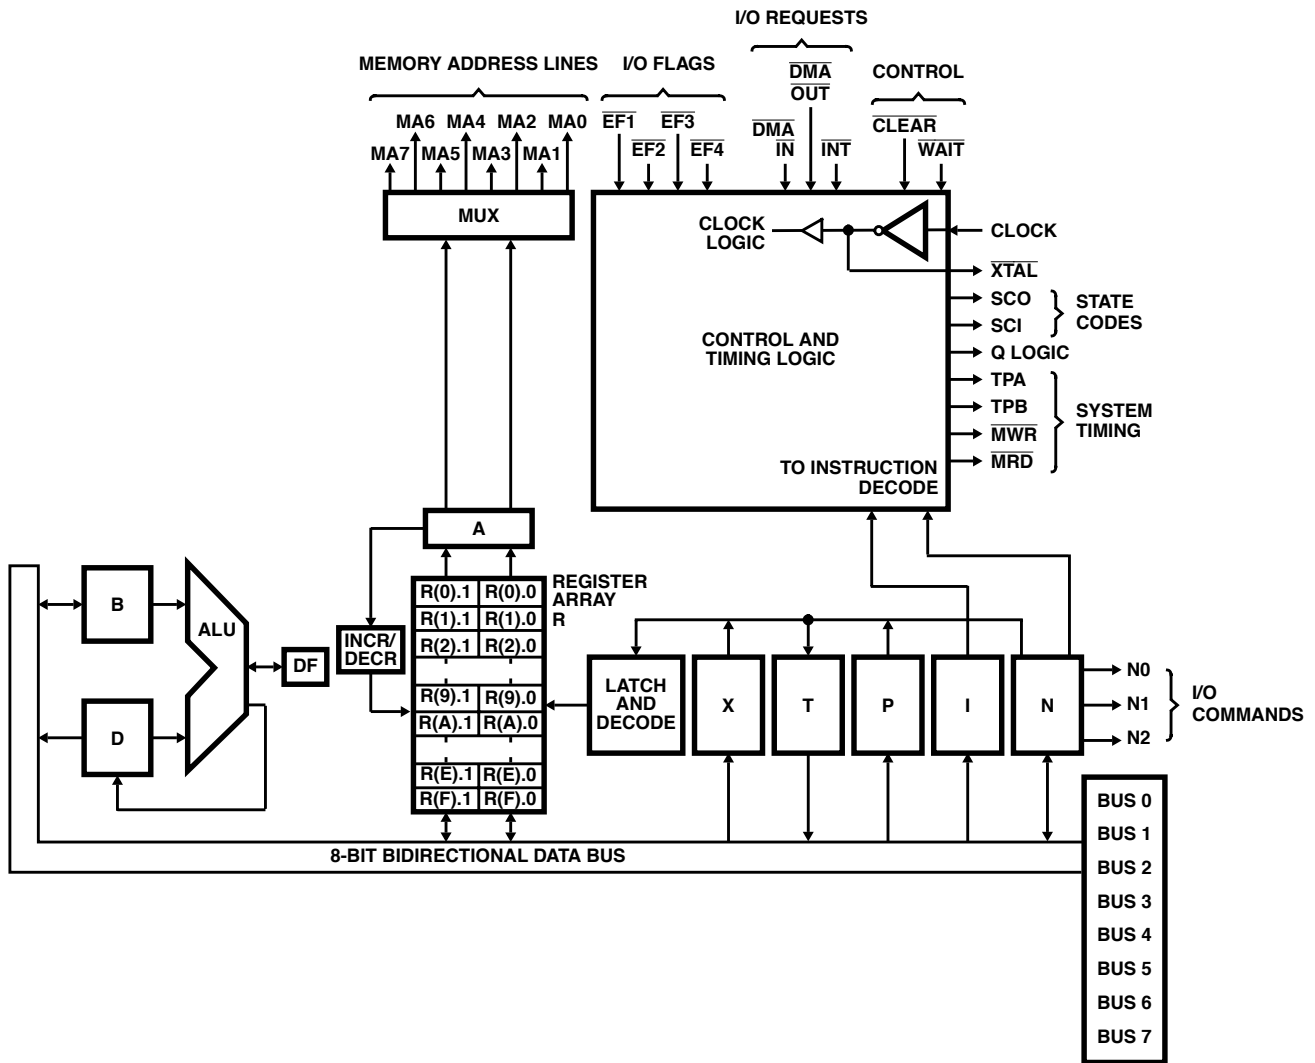 I/O REQUESTS
MEMORY ADDRESS LINES
I/O FLAGS
DMA
OUT
CONTROL
MA6 MA4 MA2 MA0
EF1 EF3
DMA
IN
CLEAR
MA7 MA5 MA3 MA1
EF2 EF4
INT
WAIT
MUX
CLOCK
LOGIC
CLOCK
XTAL
SCO
SCI
STATE
CODES
CONTROL AND
TIMING LOGIC
Q LOGIC
TPA
TPB
MWR
MRD
SYSTEM
TIMING
TO INSTRUCTION
DECODE
A
REGISTER
ARRAY
R
R(0).1 R(0).0
R(1).1 R(1).0
R(2).1 R(2).0
R(9).1 R(9).0
R(A).1 R(A).0
R(E).1 R(E).0
R(F).1 R(F).0
B
ALU
DF
INCR/
DECR
D
LATCH
AND
DECODE
X
T
P
I
N
N0
N1
N2
I/O
COMMANDS
8-BIT BIDIRECTIONAL DATA BUS
BUS 0
BUS 1
BUS 2
BUS 3
BUS 4
BUS 5
BUS 6
BUS 7